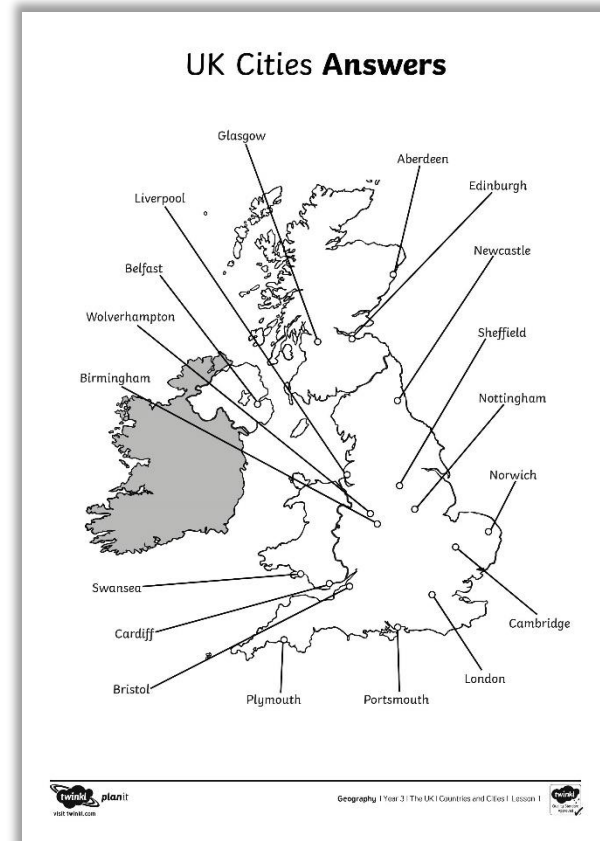 UK Cities Answers
Glasgow
Aberdeen
Liverpool
Edinburgh
Belfast
Newcastle
Wolverhampton
Sheffield
Birmingham
Nottingham
Norwich
Swansea
Cardiff
Cambridge
London
Bristol
Plymouth
Portsmouth
twinkl planit
visit twinkl.com
Geography | Year 3 | The UK | Countries and Cities | Lesson 1
twinkl